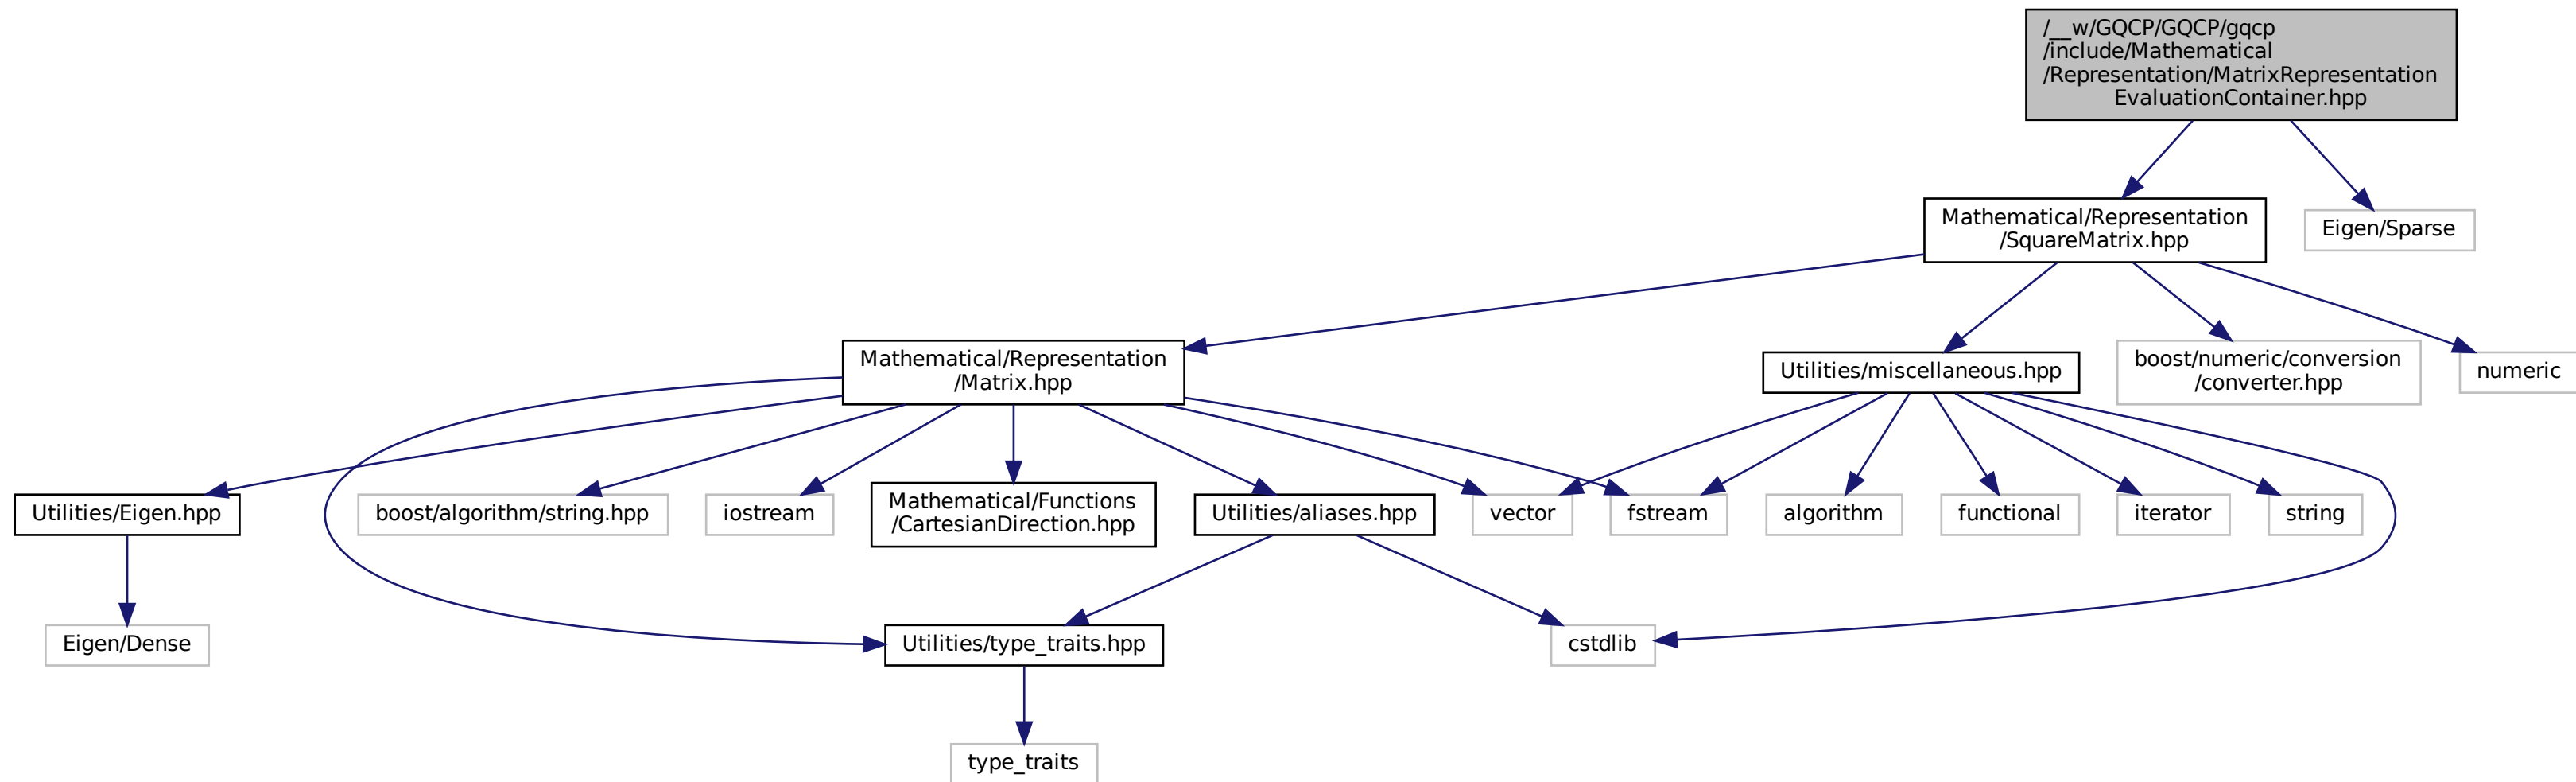 /__w/GQCP/GQCP/gqcp
/include/Mathematical
/Representation/MatrixRepresentation
EvaluationContainer.hpp
Mathematical/Representation
/SquareMatrix.hpp
Eigen/Sparse
Mathematical/Representation
/Matrix.hpp
Utilities/miscellaneous.hpp
boost/numeric/conversion
/converter.hpp
numeric
Utilities/Eigen.hpp
boost/algorithm/string.hpp
iostream
Mathematical/Functions
/CartesianDirection.hpp
Utilities/aliases.hpp
vector
fstream
algorithm
functional
iterator
string
Eigen/Dense
Utilities/type_traits.hpp
cstdlib
type_traits